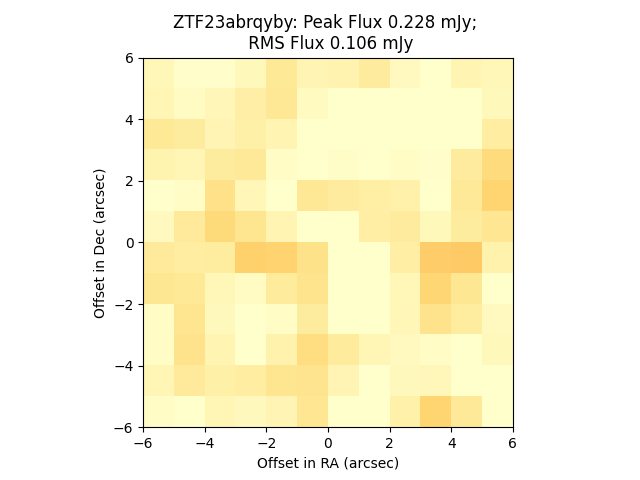 ZTF23abrqyby: Peak Flux 0.228 mJy;
RMS Flux 0.106 mJy
6
4
2
0
−2
−4
−6
Offset in Dec (arcsec)
−6 −4 −2 0 2 4 6
Offset in RA (arcsec)